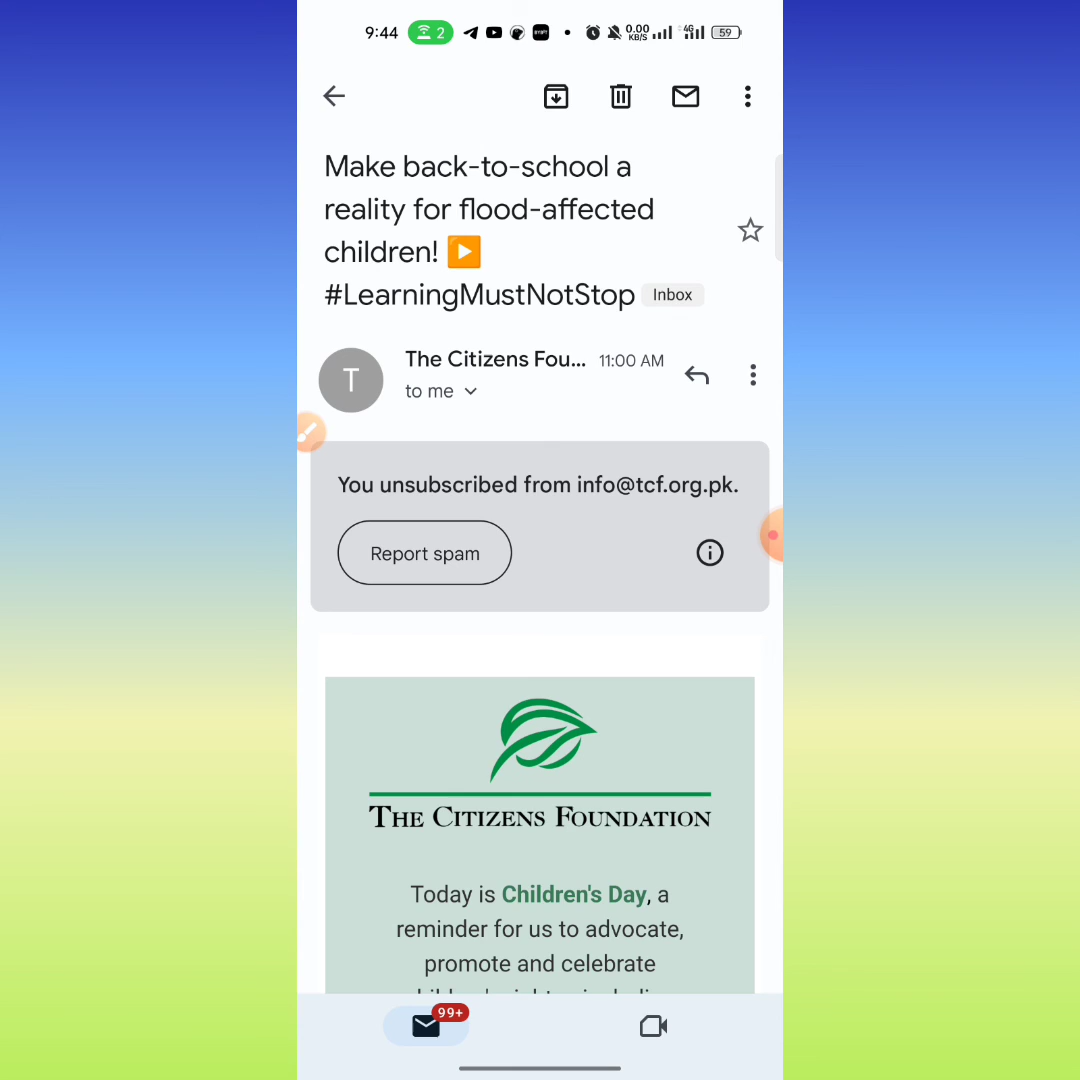 9:44 2 0.00 KB/S 4G 59
Make back-to-school a
reality for flood-affected
children! ▶️
#LearningMustNotStop Inbox
T
The Citizens Fou... 11:00 AM
to me
You unsubscribed from info@tcf.org.pk.
Report spam
THE CITIZENS FOUNDATION
Today is Children's Day, a
reminder for us to advocate,
promote and celebrate
99+